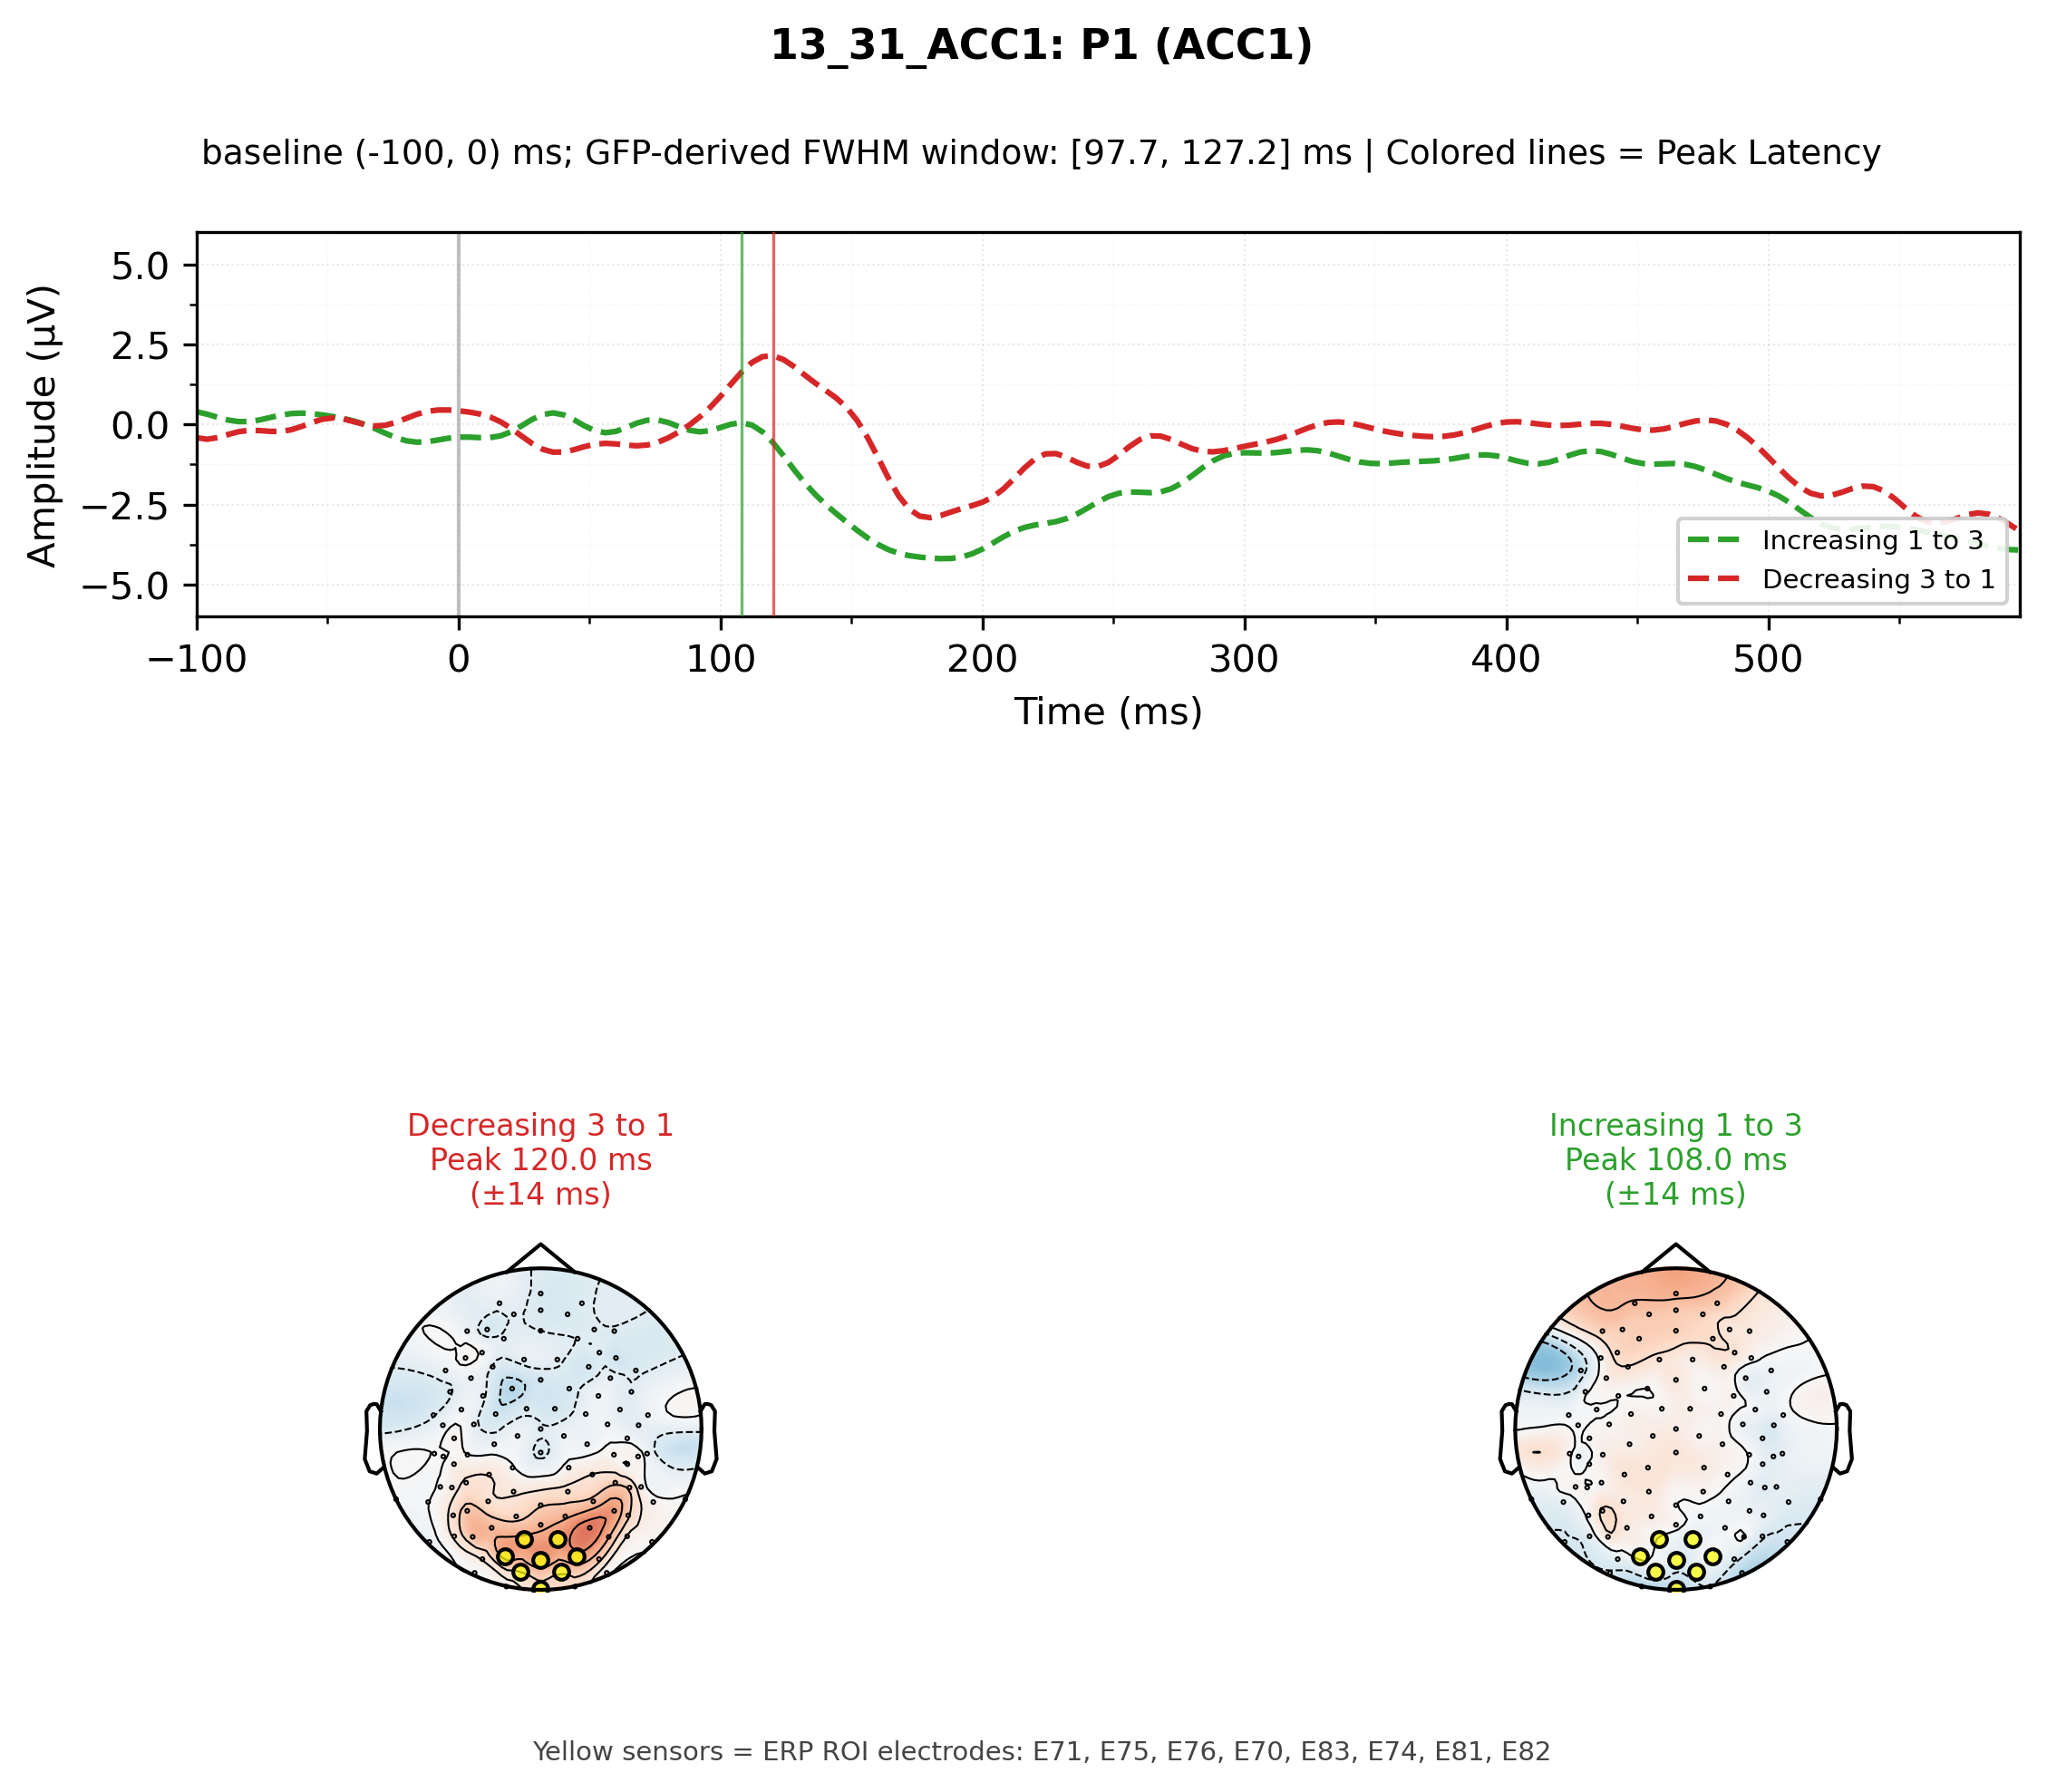 13_31_ACC1: P1 (ACC1)
baseline (-100, 0) ms; GFP-derived FWHM window: [97.7, 127.2] ms | Colored lines = Peak Latency
Amplitude (µV)
5.0
2.5
0.0
−2.5
−5.0
Increasing 1 to 3
Decreasing 3 to 1
−100
0
100
200
300
400
500
Time (ms)
Decreasing 3 to 1
Peak 120.0 ms
(±14 ms)
Increasing 1 to 3
Peak 108.0 ms
(±14 ms)
Yellow sensors = ERP ROI electrodes: E71, E75, E76, E70, E83, E74, E81, E82